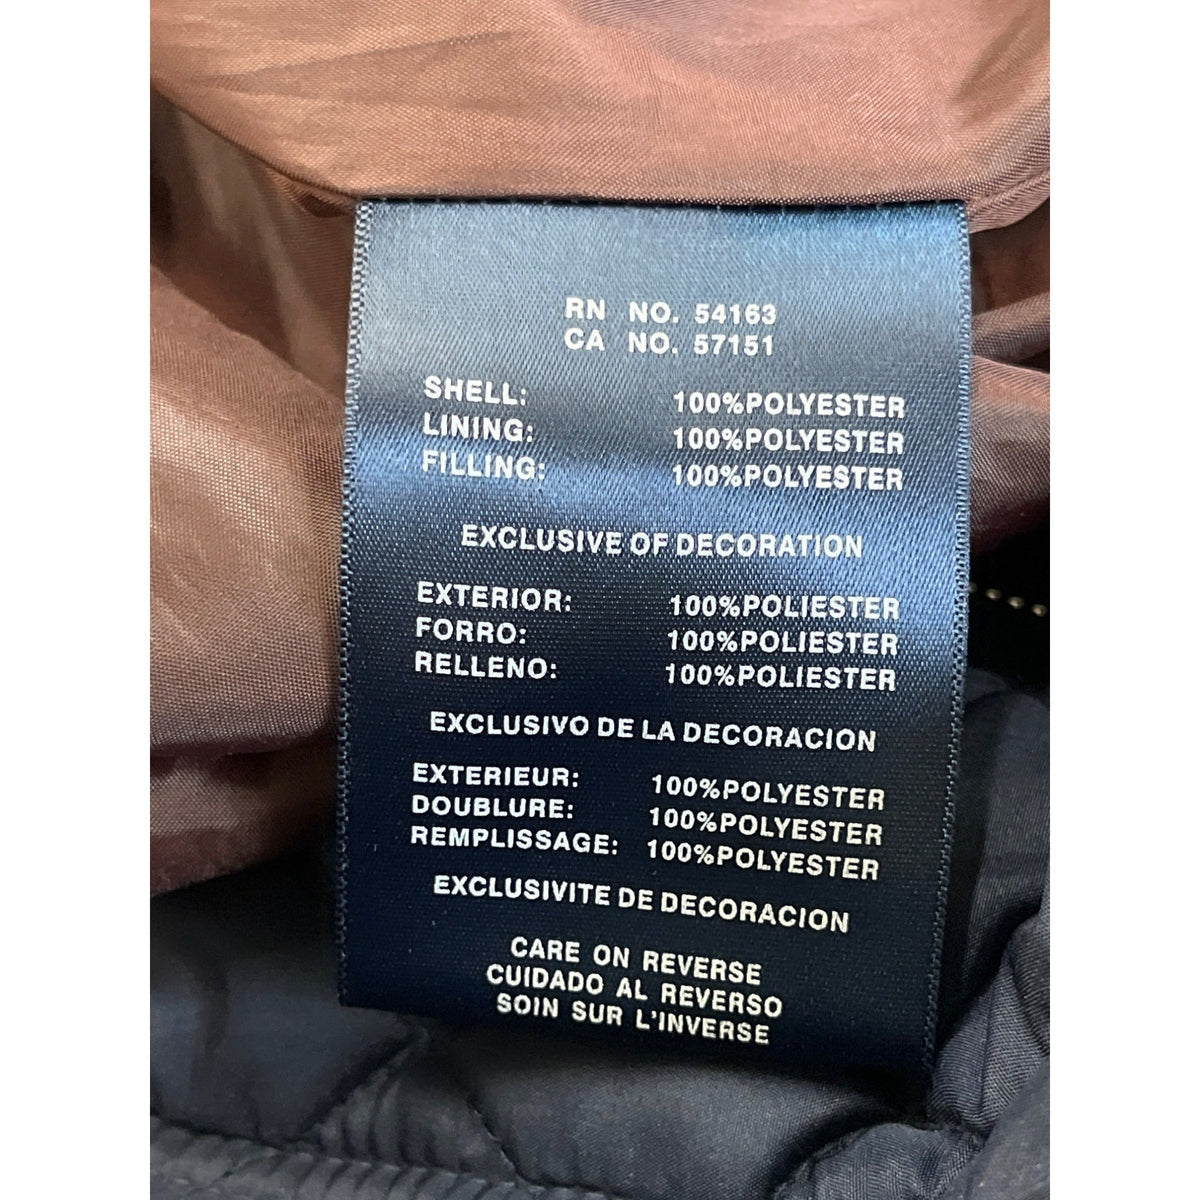 RN NO. 54163
CA NO. 57151
SHELL: 100%POLYESTER
LINING: 100%POLYESTER
FILLING: 100%POLYESTER
EXCLUSIVE OF DECORATION
EXTERIOR: 100%POLIESTER
FORRO: 100%POLIESTER
RELLENO: 100%POLIESTER
EXCLUSIVO DE LA DECORACION
EXTERIEUR: 100%POLYESTER
DOUBLURE: 100%POLYESTER
REMPLISSAGE: 100%POLYESTER
EXCLUSIVITE DE DECORACION
CARE ON REVERSE
CUIDADO AL REVERSO
SOIN SUR L'INVERSE